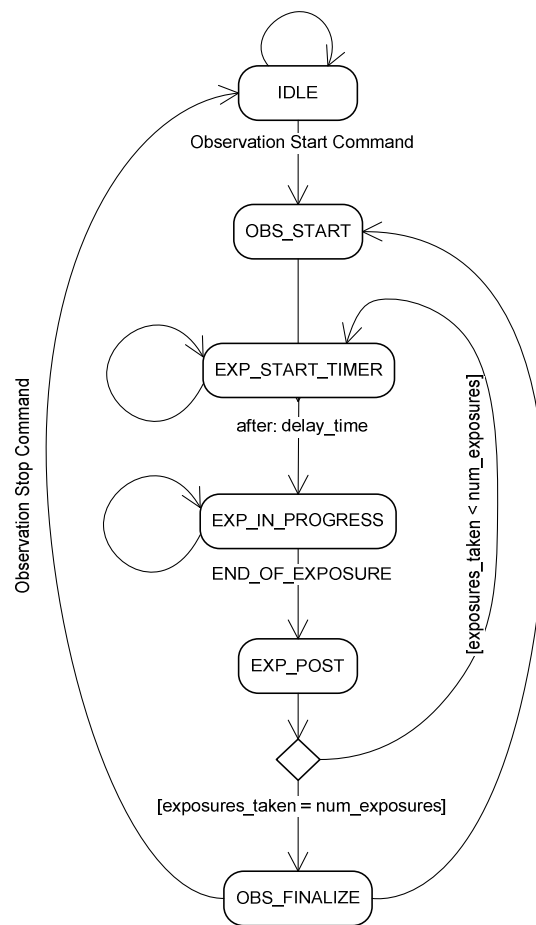 IDLE
Observation Start Command
OBS_START
EXP_START_TIMER
after: delay_time
EXP_IN_PROGRESS
END_OF_EXPOSURE
EXP_POST
[exposures_taken < num_exposures]
[exposures_taken = num_exposures]
OBS_FINALIZE
Observation Stop Command